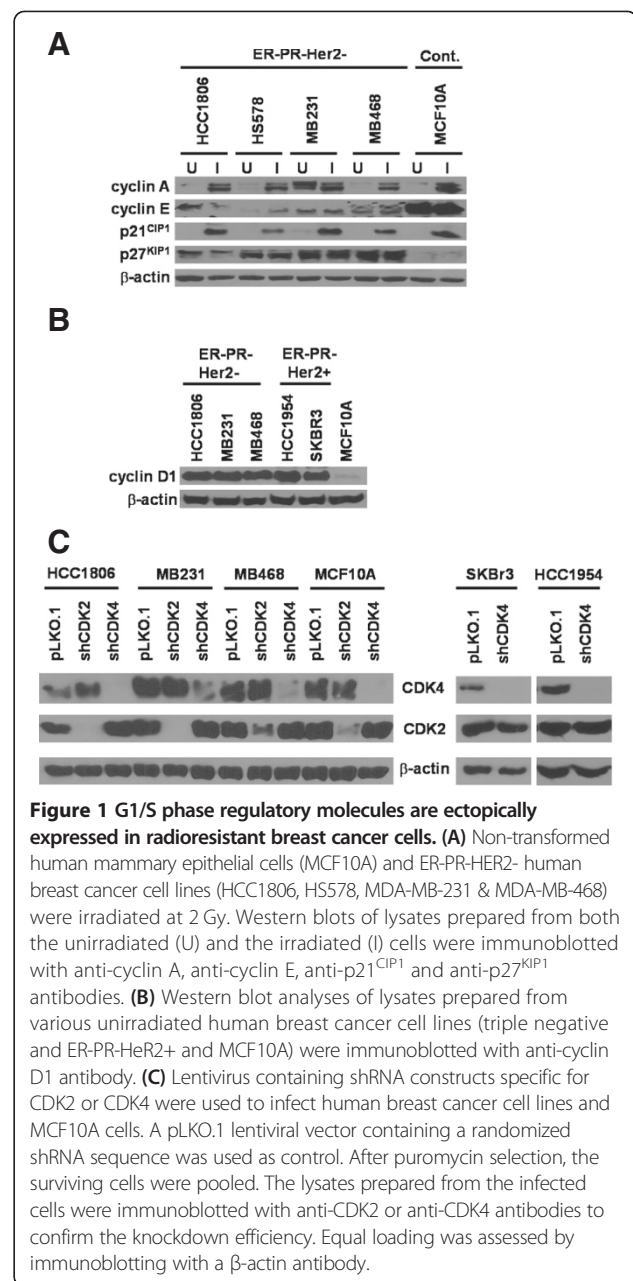 A
ER-PR-Her2- Cont.
HCC1806 HS578 MB231 MB468 MCF10A
U I U I U I U I U I
cyclin A
cyclin E
p21CIP1
p27KIP1
β-actin
B
ER-PR- ER-PR-
Her2- Her2+
HCC1806 MB231 MB468 HCC1954 SKBR3 MCF10A
cyclin D1
β-actin
C
HCC1806 MB231 MB468 MCF10A SKBr3 HCC1954
pLKO.1 shCDK2 shCDK4 pLKO.1 shCDK2 shCDK4 pLKO.1 shCDK2 shCDK4 pLKO.1 shCDK2 shCDK4 pLKO.1 shCDK4 pLKO.1 shCDK4
CDK4
CDK2
β-actin
Figure 1 G1/S phase regulatory molecules are ectopically
expressed in radioresistant breast cancer cells. (A) Non-transformed
human mammary epithelial cells (MCF10A) and ER-PR-HER2- human
breast cancer cell lines (HCC1806, HS578, MDA-MB-231 & MDA-MB-468)
were irradiated at 2 Gy. Western blots of lysates prepared from both
the unirradiated (U) and the irradiated (I) cells were immunoblotted
with anti-cyclin A, anti-cyclin E, anti-p21CIP1 and anti-p27KIP1
antibodies. (B) Western blot analyses of lysates prepared from
various unirradiated human breast cancer cell lines (triple negative
and ER-PR-HeR2+ and MCF10A) were immunoblotted with anti-cyclin
D1 antibody. (C) Lentivirus containing shRNA constructs specific for
CDK2 or CDK4 were used to infect human breast cancer cell lines and
MCF10A cells. A pLKO.1 lentiviral vector containing a randomized
shRNA sequence was used as control. After puromycin selection, the
surviving cells were pooled. The lysates prepared from the infected
cells were immunoblotted with anti-CDK2 or anti-CDK4 antibodies to
confirm the knockdown efficiency. Equal loading was assessed by
immunoblotting with a β-actin antibody.